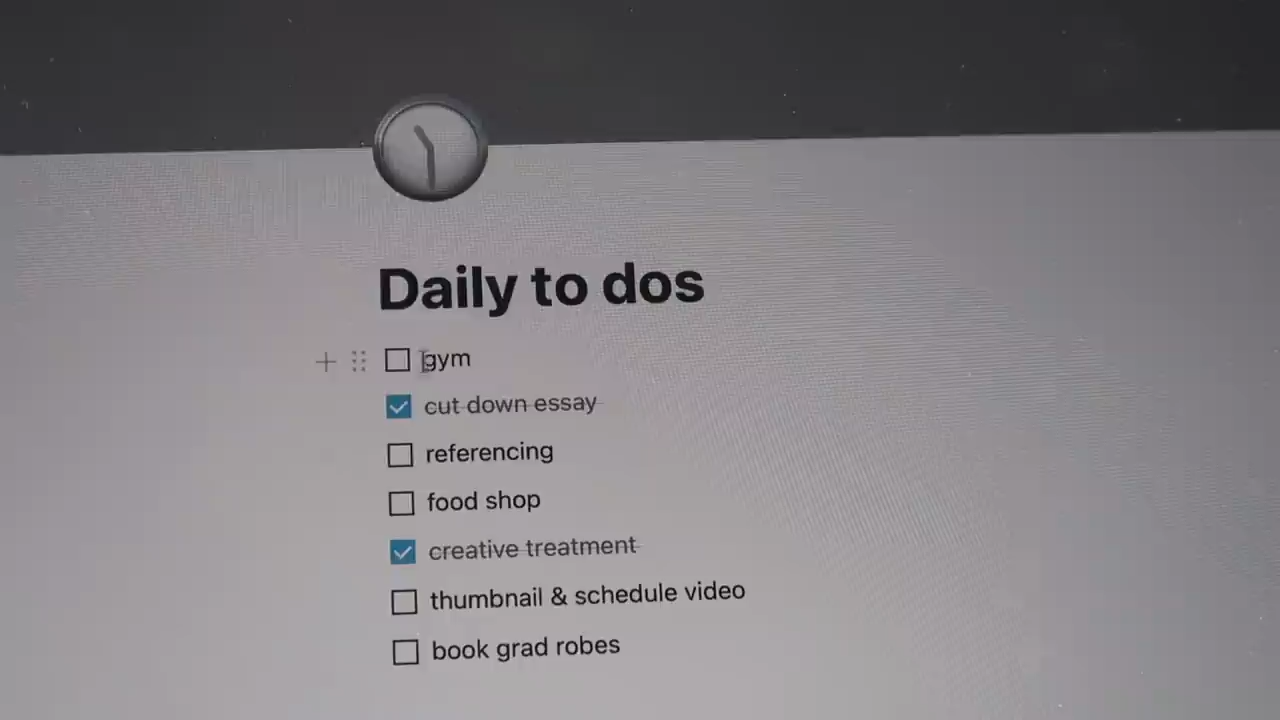 Daily to dos
gym
cut down essay
referencing
food shop
creative treatment
thumbnail & schedule video
book grad robes